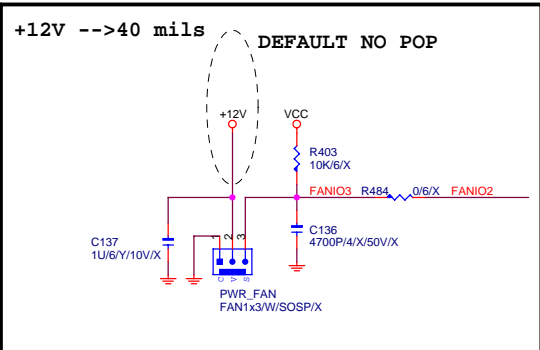 +12V -->40 mils
DEFAULT NO POP
+12V
VCC
R403
10K/6/X
FANIO3
R484
0/6/X
FANIO2
C137
1U/6/Y/10V/X
C136
4700P/4/X/50V/X
1
2
3
C
V
S
PWR_FAN
FAN1x3/W/SOSP/X